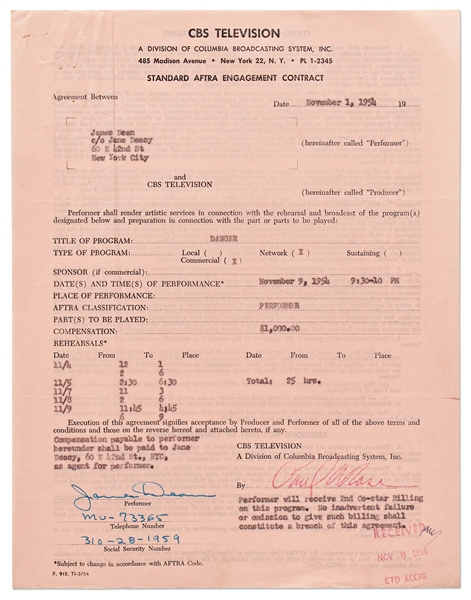 CBS TELEVISION
A DIVISION OF COLUMBIA BROADCASTING SYSTEM, INC.
485 Madison Avenue • New York 22, N. Y. • PL 1-2345
STANDARD AFTRA ENGAGEMENT CONTRACT
Agreement Between
Date November 1, 1954 19
James Dean
c/o Jane Deacy
60 E 42nd St
New York City
(hereinafter called "Performer")
and
CBS TELEVISION
(hereinafter called "Producer")
Performer shall render artistic services in connection with the rehearsal and broadcast of the program(s)
designated below and preparation in connection with the part or parts to be played:
TITLE OF PROGRAM: DANGER
TYPE OF PROGRAM: Local ( ) Network ( X ) Sustaining ( )
Commercial ( X )
SPONSOR (if commercial):
DATE(S) AND TIME(S) OF PERFORMANCE* November 9, 1954 9:30-10 PM
PLACE OF PERFORMANCE:
AFTRA CLASSIFICATION: PERFORMER
PART(S) TO BE PLAYED:
COMPENSATION: $1,000.00
REHEARSALS*
Date From To Place Date From To Place
11/4 12 1
2 6
11/5 2:30 6:30 Total: 25 hrs.
11/7 11 3
11/8 2 6
11/9 11:45 4:45
6 9
Execution of this agreement signifies acceptance by Producer and Performer of all of the above terms and
conditions and those on the reverse hereof and attached hereto, if any.
Compensation payable to performer
hereunder shall be paid to Jane
Deacy, 60 E 42nd St., NYC,
as agent for performer.
CBS TELEVISION
A Division of Columbia Broadcasting System, Inc.
By
James Dean
Performer
MU-73365
Telephone Number
310-28-1959
Social Security Number
Performer will receive 2nd Co-star Billing
on this program. No inadvertent failure
or omission to give such billing shall
constitute a breach of this agreement.
RECEIVED
NOV 8 1954
CTD ACCTG
*Subject to change in accordance with AFTRA Code.
F. 915. TI-3/54